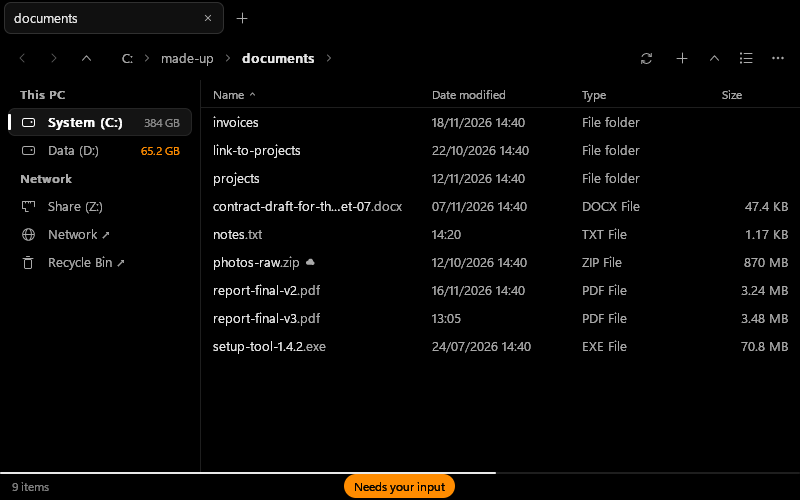 documents
C: made-up documents
This PC
System (C:) 384 GB
Data (D:) 65.2 GB
Network
Share (Z:)
Network
Recycle Bin
Name Date modified Type Size
invoices 18/11/2026 14:40 File folder
link-to-projects 22/10/2026 14:40 File folder
projects 12/11/2026 14:40 File folder
contract-draft-for-th...et-07.docx 07/11/2026 14:40 DOCX File 47.4 KB
notes.txt 14:20 TXT File 1.17 KB
photos-raw.zip 12/10/2026 14:40 ZIP File 870 MB
report-final-v2.pdf 16/11/2026 14:40 PDF File 3.24 MB
report-final-v3.pdf 13:05 PDF File 3.48 MB
setup-tool-1.4.2.exe 24/07/2026 14:40 EXE File 70.8 MB
9 items
Needs your input